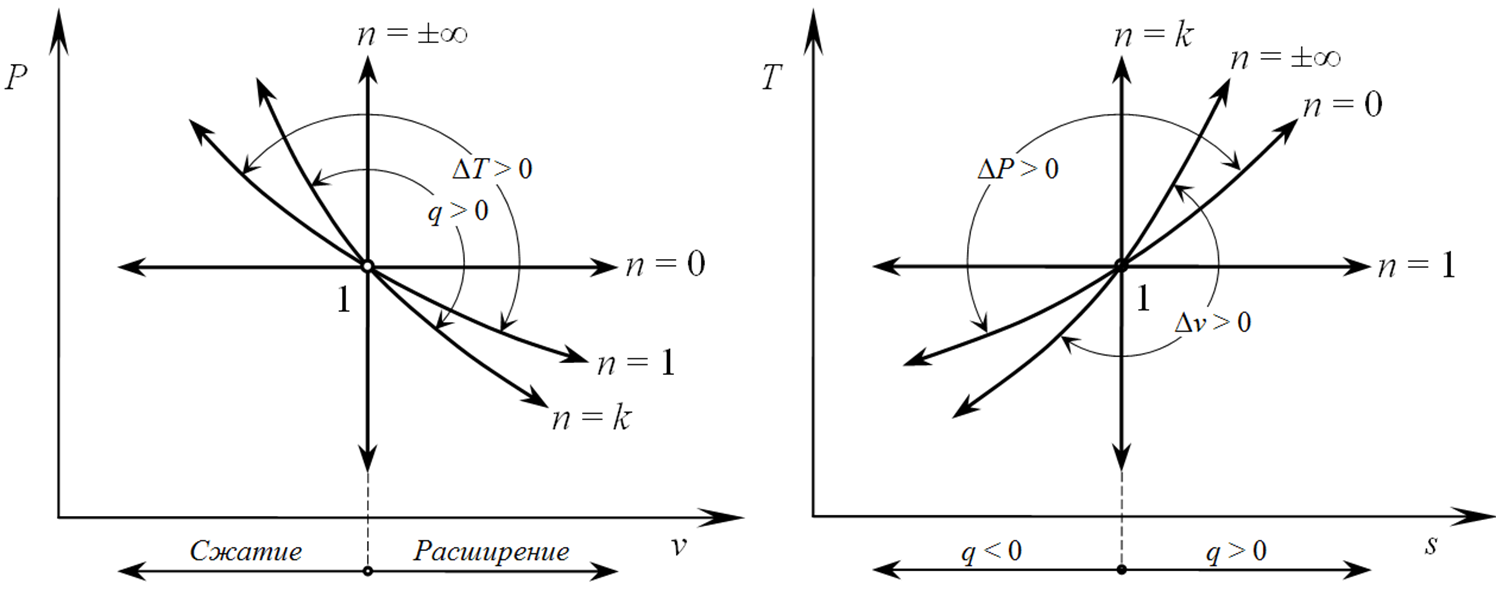 n = ±∞
P
ΔT > 0
q > 0
n = 0
1
n = 1
n = k
Сжатие
Расширение
v
n = k
n = ±∞
T
n = 0
ΔP > 0
n = 1
1
Δv > 0
q < 0
q > 0
s